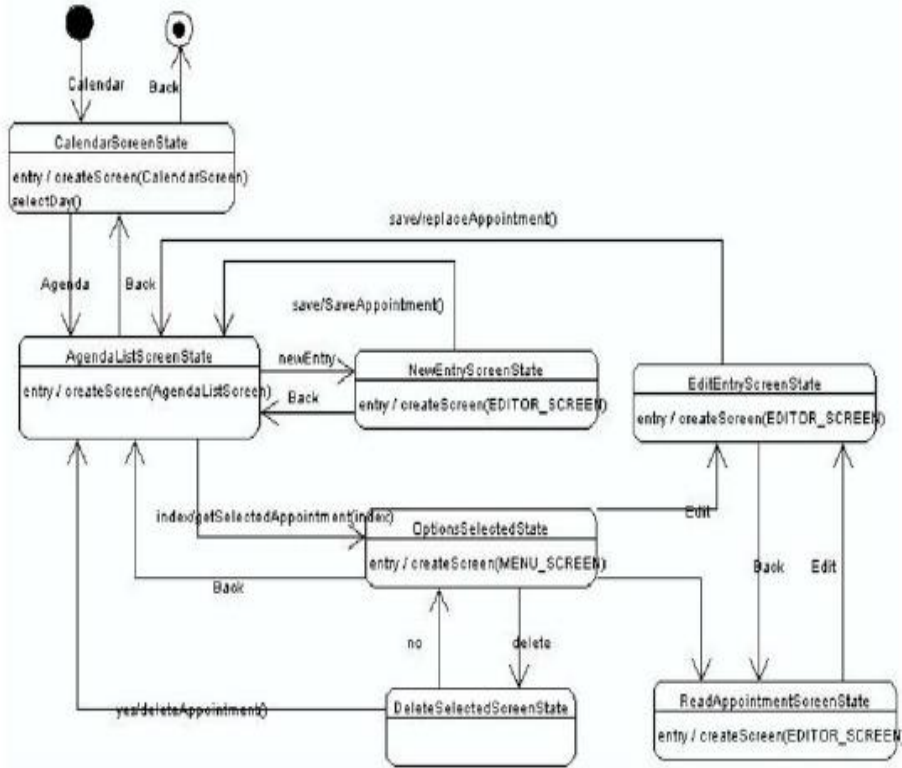 Calendar
Back
CalendarScreenState
entry / createScreen(CalendarScreen)
selectDay()
save/replaceAppointment()
Agenda
Back
save/SaveAppointment()
AgendaListScreenState
entry / createScreen(AgendaListScreen)
newEntry
Back
NewEntryScreenState
entry / createScreen(EDITOR_SCREEN)
EditEntryScreenState
entry / createScreen(EDITOR_SCREEN)
index/getSelectedAppointment(index)
OptionsSelectedState
entry / createScreen(MENU_SCREEN)
Edit
Back
Back
Edit
no
delete
yes/deleteAppointment()
DeleteSelectedScreenState
ReadAppointmentScreenState
entry / createScreen(EDITOR_SCREEN)